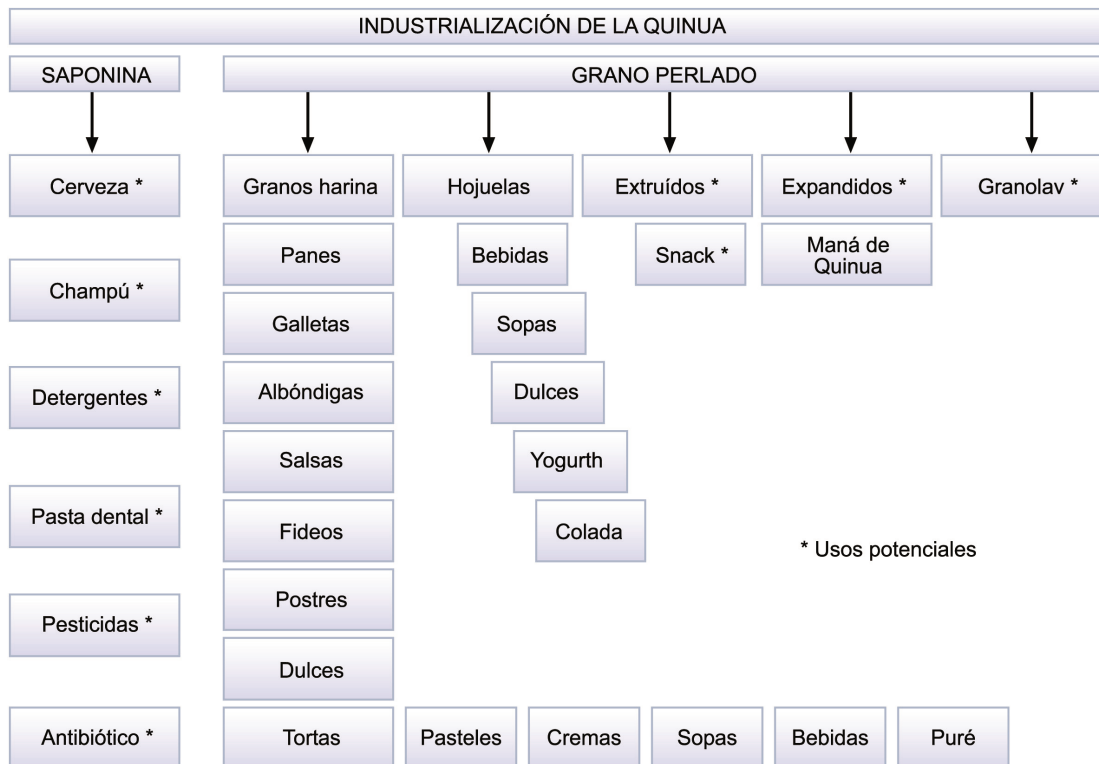 INDUSTRIALIZACIÓN DE LA QUINUA
SAPONINA
GRANO PERLADO
Cerveza *
Granos harina
Hojuelas
Extruídos *
Expandidos *
Granolav *
Panes
Bebidas
Snack *
Maná de
Quinua
Champú *
Galletas
Sopas
Detergentes *
Albóndigas
Dulces
Salsas
Yogurth
Pasta dental *
Fideos
Colada
* Usos potenciales
Postres
Pesticidas *
Dulces
Antibiótico *
Tortas
Pasteles
Cremas
Sopas
Bebidas
Puré